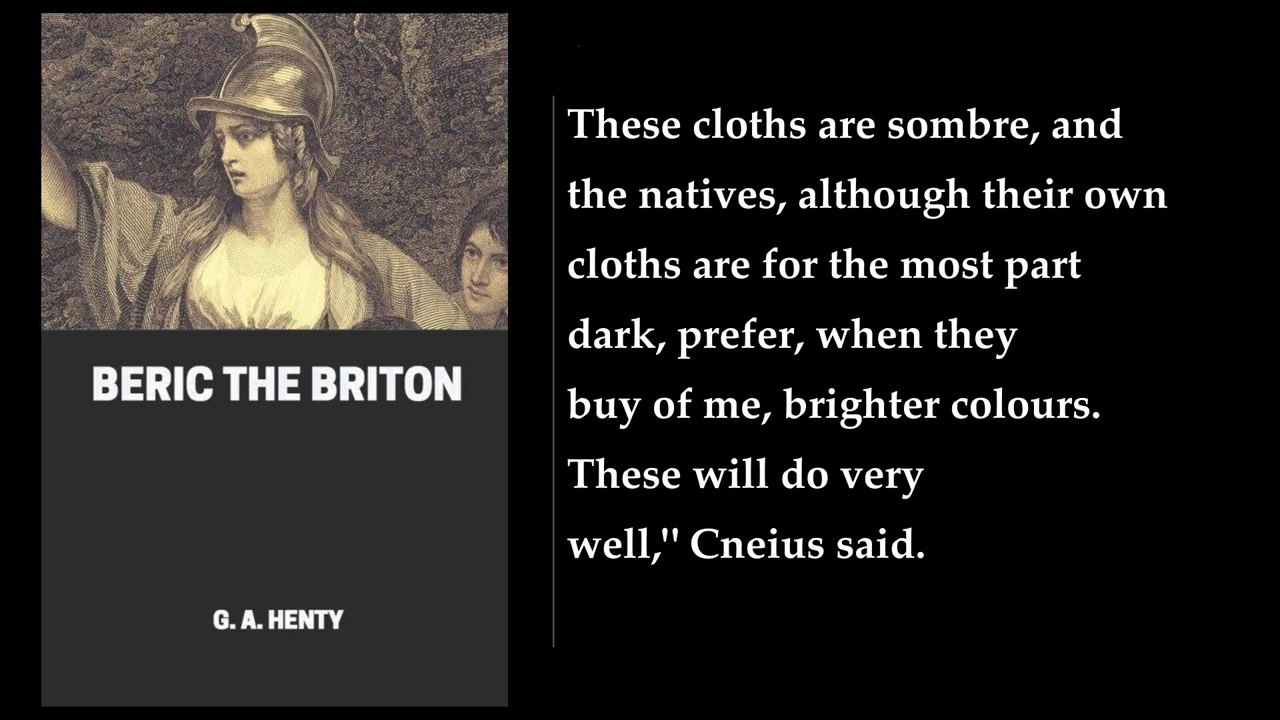 BERIC THE BRITON
G. A. HENTY
These cloths are sombre, and
the natives, although their own
cloths are for the most part
dark, prefer, when they
buy of me, brighter colours.
These will do very
well," Cneius said.